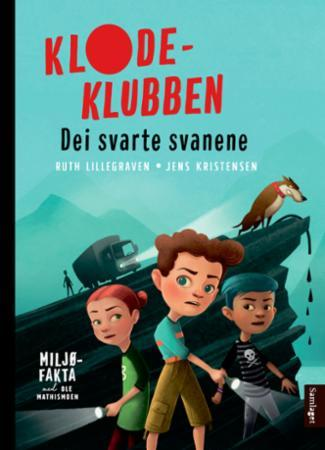 KLODE-
KLUBBEN
Dei svarte svanene
RUTH LILLEGRAVEN • JENS KRISTENSEN
MILJØ-
FAKTA
med OLE
MATHISMOEN
Samlaget